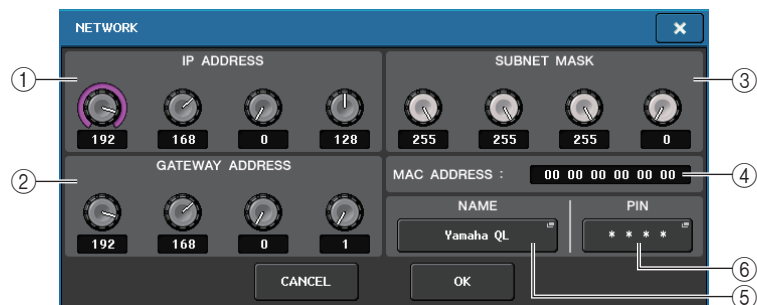 NETWORK
①
IP ADDRESS
192 168 0 128
SUBNET MASK
③
255 255 255 0
②
GATEWAY ADDRESS
192 168 0 1
MAC ADDRESS : 00 00 00 00 00 00
④
NAME
Yamaha QL
PIN
* * * *
⑥
⑤
CANCEL
OK